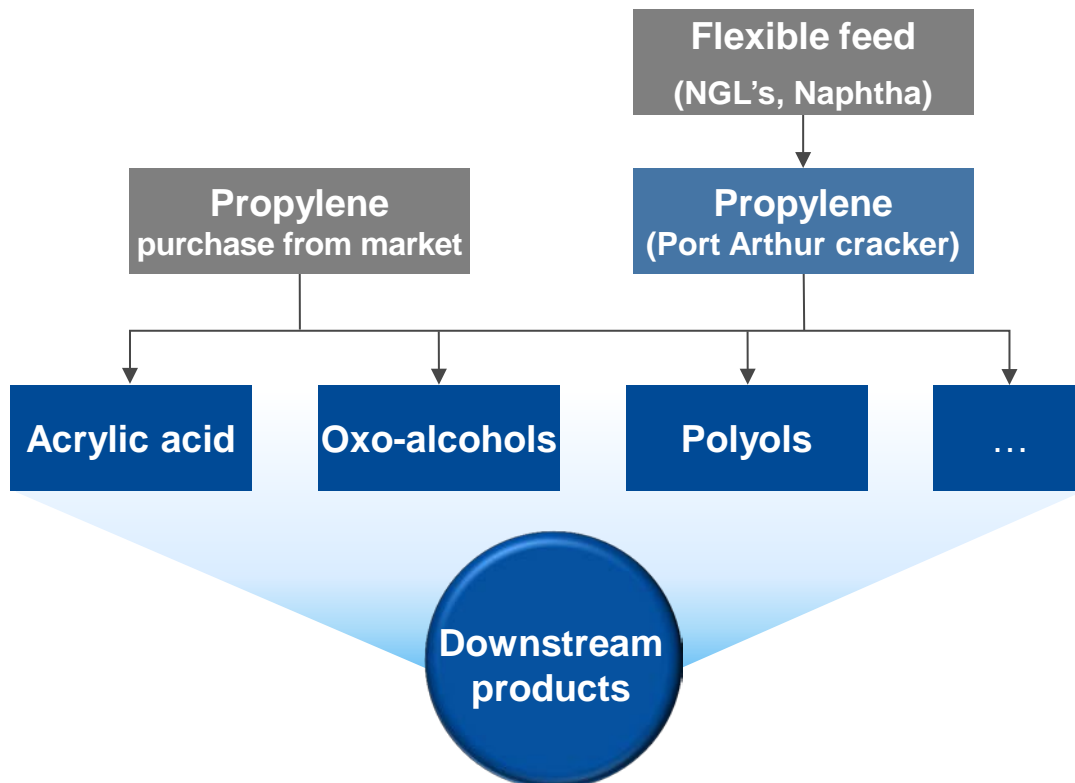 Flexible feed
(NGL’s, Naphtha)
Propylene
purchase from market
Propylene
(Port Arthur cracker)
Acrylic acid
Oxo-alcohols
Polyols
…
Downstream
products